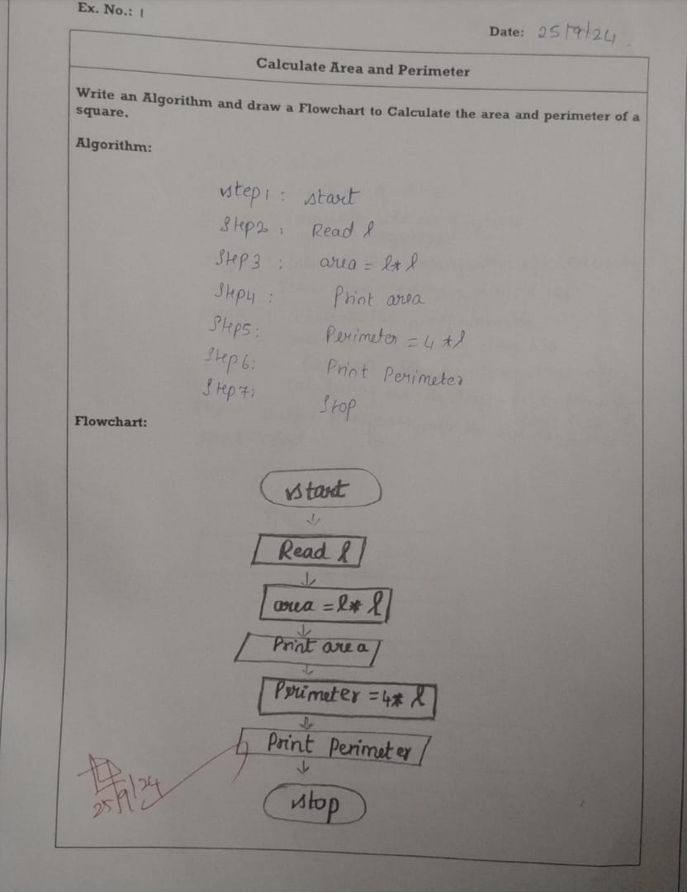 Ex. No.: 1
Date: 25/9/24
Calculate Area and Perimeter
Write an Algorithm and draw a Flowchart to Calculate the area and perimeter of a
square.
Algorithm:
step1: start
Step2: Read l
Step3: area = l*l
Step4: Print area
Step5: Perimeter = 4*l
Step6: Print Perimeter
Step7: Stop
Flowchart:
start
Read l
area = l* l
Print area
Perimeter = 4* l
Print Perimeter
stop
25/9/24